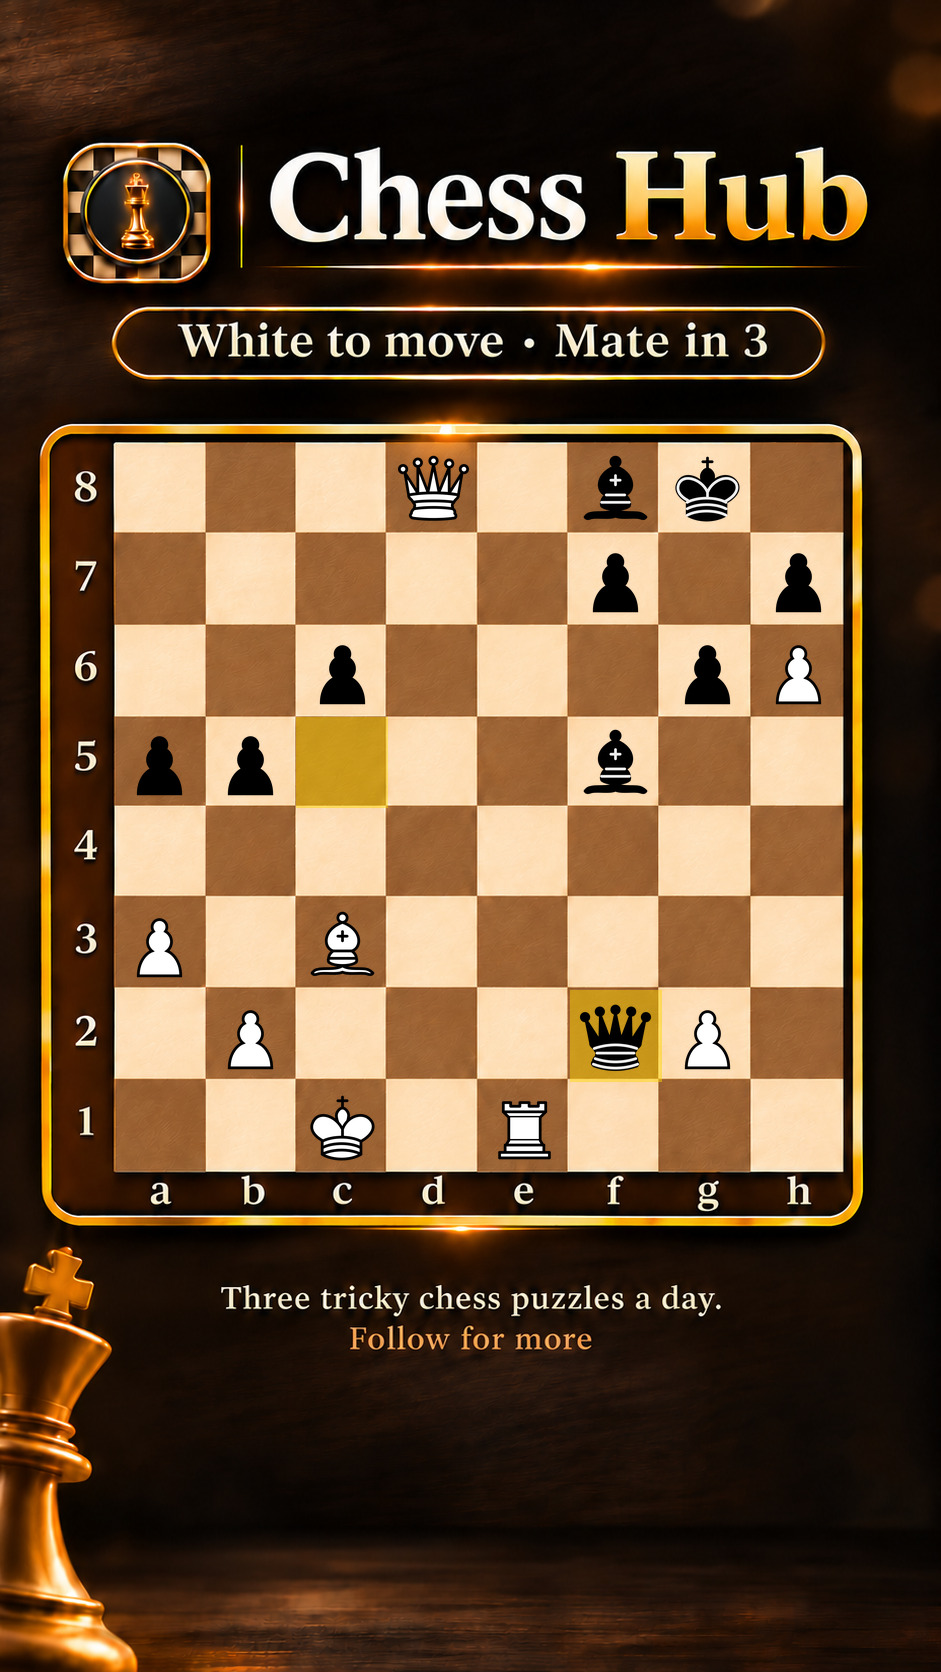 Chess Hub
White to move • Mate in 3
8
7
6
5
4
3
2
1
a b c d e f g h
Three tricky chess puzzles a day.
Follow for more